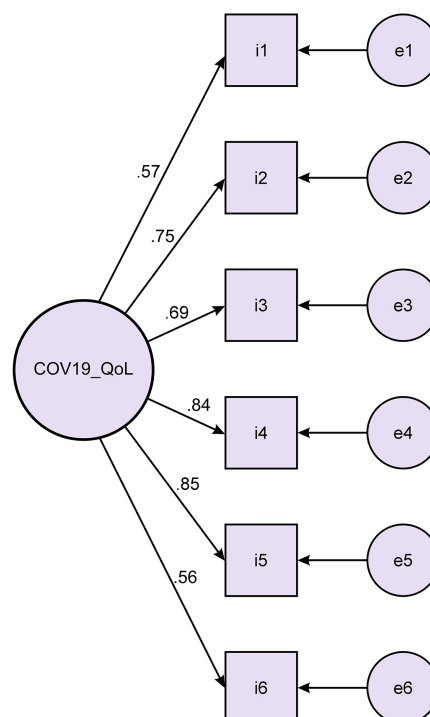 i1
e1
.57
i2
e2
.75
i3
e3
.69
COV19_QoL
.84
i4
e4
.85
i5
e5
.56
i6
e6